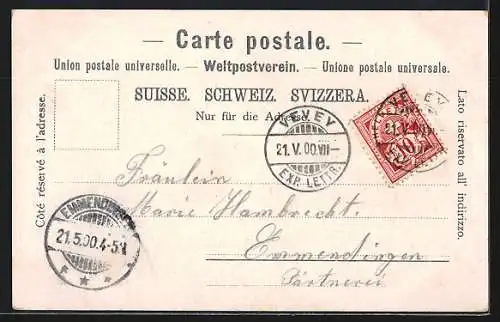 — Carte postale. —
Union postale universelle. — Weltpostverein. — Unione postale universale.
SUISSE. SCHWEIZ. SVIZZERA.
Nur für die Adresse.
Côté réservé à l'adresse.
Lato riservato all' indirizzo.
VEVEY
21.V.00.VII—
EXP. LETTR.
Fräulein
Marie Hambrecht.
Emmendingen
Gärtnerei
EMMENDINGEN
21.5.00.4-5N